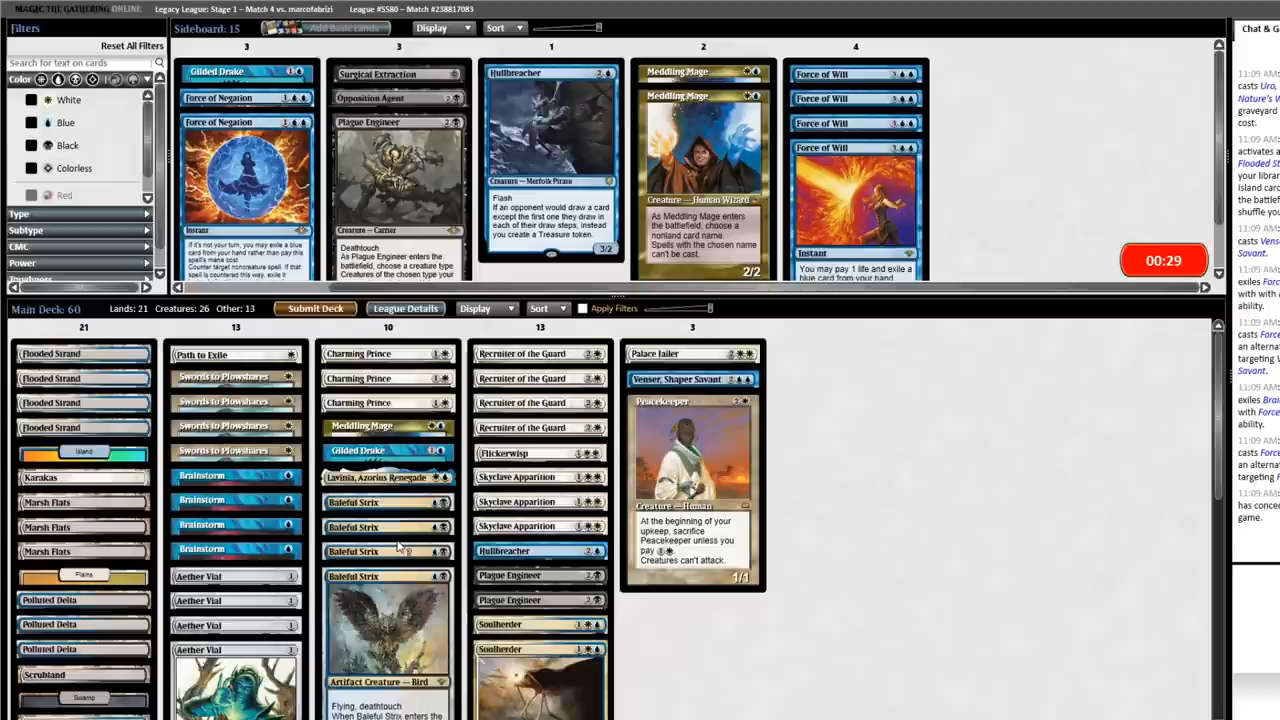 MAGIC THE GATHERING ONLINE Legacy League: Stage 1 - Match 4 vs. marcofabrizi League #5580 - Match #238817083
Filters
Reset All Filters
Search for text on cards
Color
White
Blue
Black
Colorless
Red
Type
Subtype
CMC
Power
Toughness
Sideboard: 15
Add Basic Lands
Display
Sort
3
3
1
2
4
Gilded Drake
Force of Negation
Force of Negation
Instant
If it's not your turn, you may exile a blue
card from your hand rather than pay this
spell's mana cost.
Counter target noncreature spell. If that
spell is countered this way, exile it
Surgical Extraction
Opposition Agent
Plague Engineer
Creature — Carrier
Deathtouch
As Plague Engineer enters the
battlefield, choose a creature type
Creatures of the chosen type your
Hullbreacher
Creature — Merfolk Pirate
Flash
If an opponent would draw a card
except the first one they draw in
each of their draw steps, instead
you create a Treasure token.
3/2
Meddling Mage
Meddling Mage
Creature — Human Wizard
As Meddling Mage enters the
battlefield, choose a
nonland card name.
Spells with the chosen name
can't be cast.
2/2
Force of Will
Force of Will
Force of Will
Force of Will
Instant
You may pay 1 life and exile a
blue card from your hand
00:29
Main Deck: 60
Lands: 21 Creatures: 26 Other: 13
Submit Deck
League Details
Display
Sort
Apply Filters
21
13
10
13
3
Flooded Strand
Flooded Strand
Flooded Strand
Flooded Strand
Island
Karakas
Marsh Flats
Marsh Flats
Marsh Flats
Plains
Polluted Delta
Polluted Delta
Polluted Delta
Scrubland
Swamp
Path to Exile
Swords to Plowshares
Swords to Plowshares
Swords to Plowshares
Swords to Plowshares
Brainstorm
Brainstorm
Brainstorm
Brainstorm
Aether Vial
Aether Vial
Aether Vial
Aether Vial
Charming Prince
Charming Prince
Charming Prince
Meddling Mage
Gilded Drake
Lavinia, Azorius Renegade
Baleful Strix
Baleful Strix
Baleful Strix
Baleful Strix
Artifact Creature — Bird
Flying, deathtouch
When Baleful Strix enters the
Recruiter of the Guard
Recruiter of the Guard
Recruiter of the Guard
Recruiter of the Guard
Flickerwisp
Skyclave Apparition
Skyclave Apparition
Skyclave Apparition
Hullbreacher
Plague Engineer
Plague Engineer
Soulherder
Soulherder
Palace Jailer
Venser, Shaper Savant
Peacekeeper
Creature — Human
At the beginning of your
upkeep, sacrifice
Peacekeeper unless you
pay
Creatures can't attack.
1/1
Chat & G
11:09 AM:
casts Uro,
Nature's W
graveyard
cost.
11:09 AM:
activates a
Flooded St
your librar
Island car
the battlef
shuffle you
11:09 AM:
casts Vens
Savant.
11:09 AM:
exiles Forc
with with
ability.
11:09 AM:
casts Force
an alternat
targeting
Savant.
11:09 AM:
exiles Brai
with Force
ability.
11:09 AM:
casts Force
an alternat
targeting F
11:09 AM:
has conced
game.